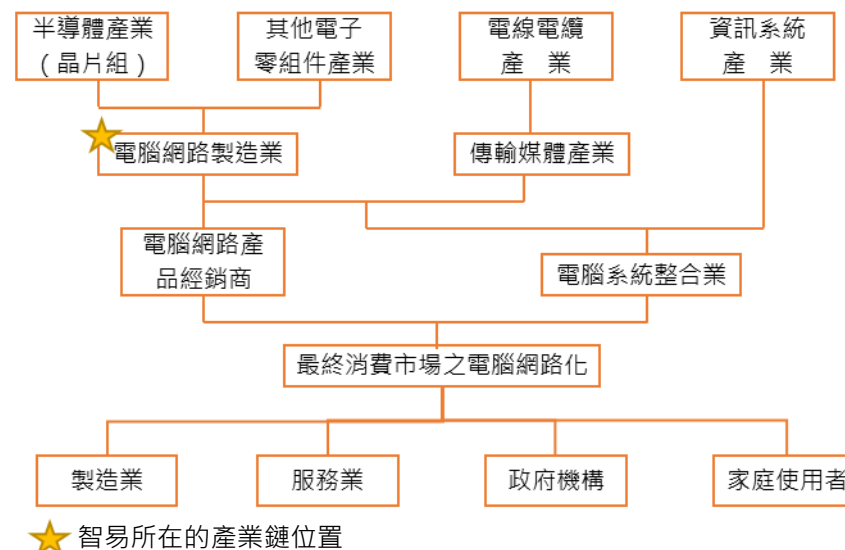 半導體產業
(晶片組)
其他電子
零組件產業
電線電纜
產 業
資訊系統
產 業
電腦網路製造業
傳輸媒體產業
電腦網路產
品經銷商
電腦系統整合業
最終消費市場之電腦網路化
製造業
服務業
政府機構
家庭使用者
智易所在的產業鏈位置